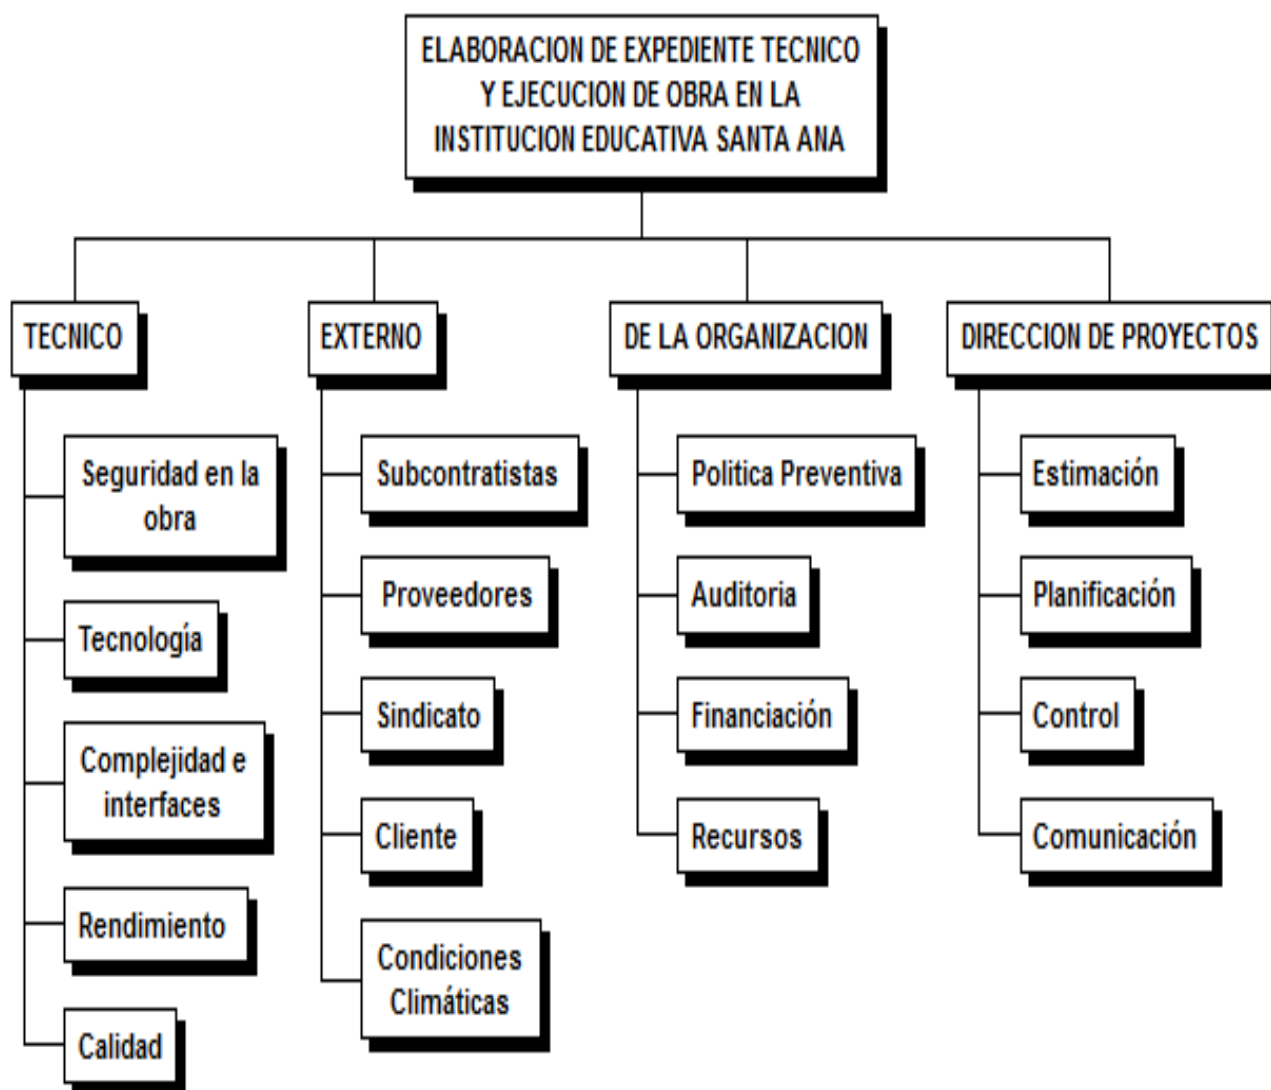 ELABORACION DE EXPEDIENTE TECNICO
Y EJECUCION DE OBRA EN LA
INSTITUCION EDUCATIVA SANTA ANA
TECNICO
Seguridad en la
obra
Tecnología
Complejidad e
interfaces
Rendimiento
Calidad
EXTERNO
Subcontratistas
Proveedores
Sindicato
Cliente
Condiciones
Climáticas
DE LA ORGANIZACION
Politica Preventiva
Auditoria
Financiación
Recursos
DIRECCION DE PROYECTOS
Estimación
Planificación
Control
Comunicación